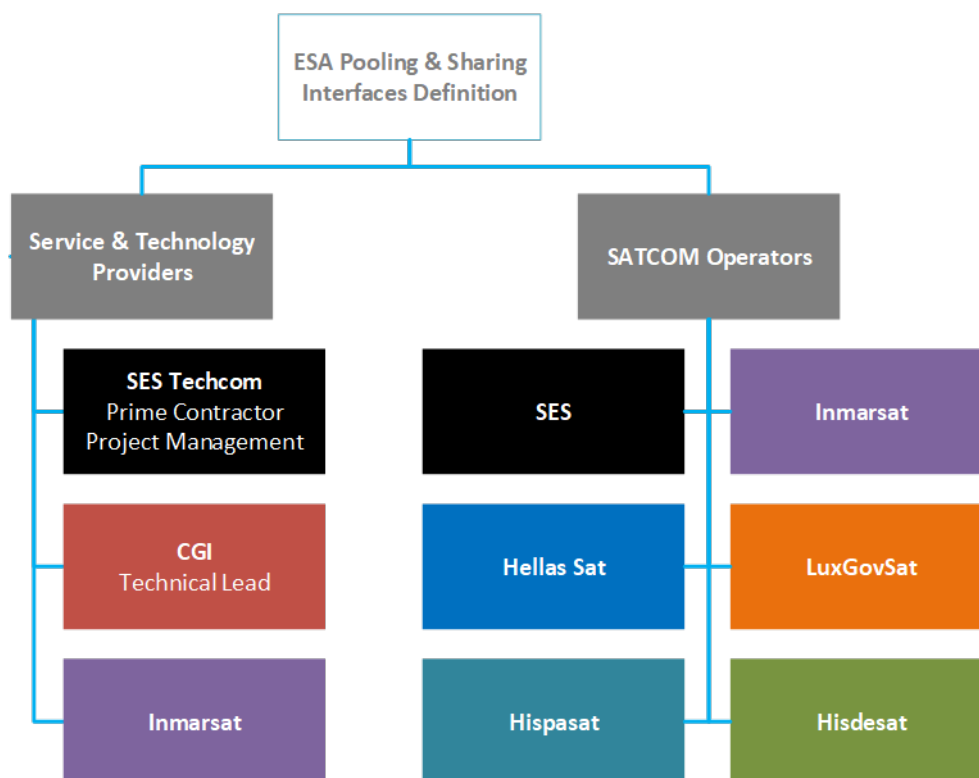 ESA Pooling & Sharing
Interfaces Definition
Service & Technology
Providers
SATCOM Operators
SES Techcom
Prime Contractor
Project Management
SES
Inmarsat
CGI
Technical Lead
Hellas Sat
LuxGovSat
Inmarsat
Hispasat
Hisdesat